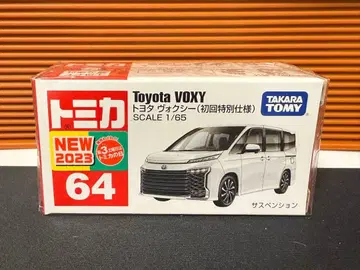 トミカ
NEW
2023
64
Toyota VOXY
トヨタ ヴォクシー(初回特別仕様)
SCALE 1/65
TAKARA
TOMY
サスペンション